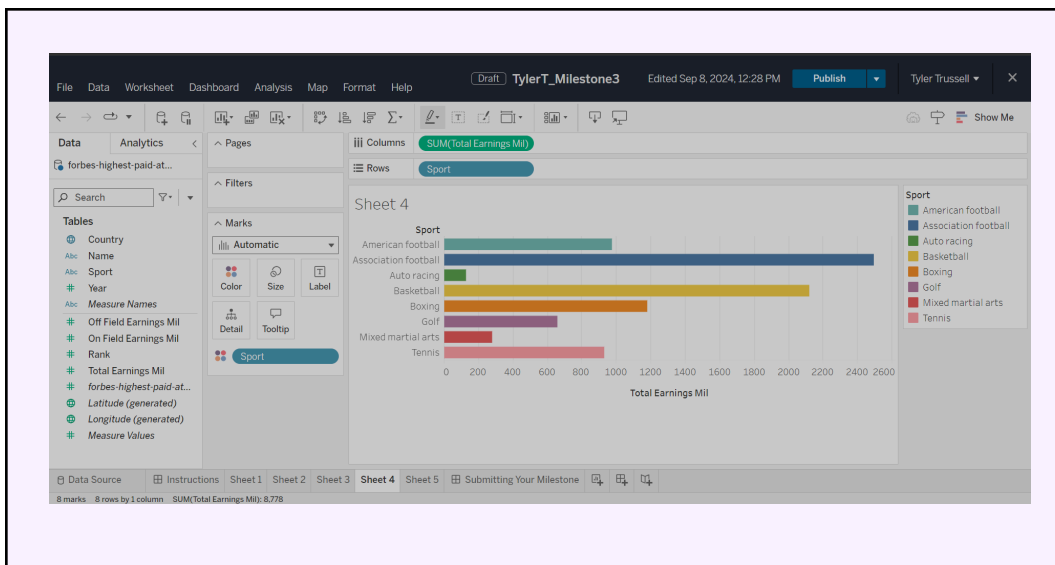 Draft TylerT_Milestone3 Edited Sep 8, 2024, 12:28 PM Publish Tyler Trussell
File Data Worksheet Dashboard Analysis Map Format Help
Show Me
Data Analytics
forbes-highest-paid-at...
Search
Tables
Country
Abc Name
Abc Sport
Year
Abc Measure Names
Off Field Earnings Mil
On Field Earnings Mil
Rank
Total Earnings Mil
forbes-highest-paid-at...
Latitude (generated)
Longitude (generated)
Measure Values
Pages
Filters
Marks
Automatic
Color Size Label
Detail Tooltip
Sport
Columns SUM(Total Earnings Mil)
Rows Sport
Sheet 4
Sport
American football
Association football
Auto racing
Basketball
Boxing
Golf
Mixed martial arts
Tennis
0 200 400 600 800 1000 1200 1400 1600 1800 2000 2200 2400 2600
Total Earnings Mil
Sport
American football
Association football
Auto racing
Basketball
Boxing
Golf
Mixed martial arts
Tennis
Data Source Instructions Sheet 1 Sheet 2 Sheet 3 Sheet 4 Sheet 5 Submitting Your Milestone
8 marks 8 rows by 1 column SUM(Total Earnings Mil): 8,778